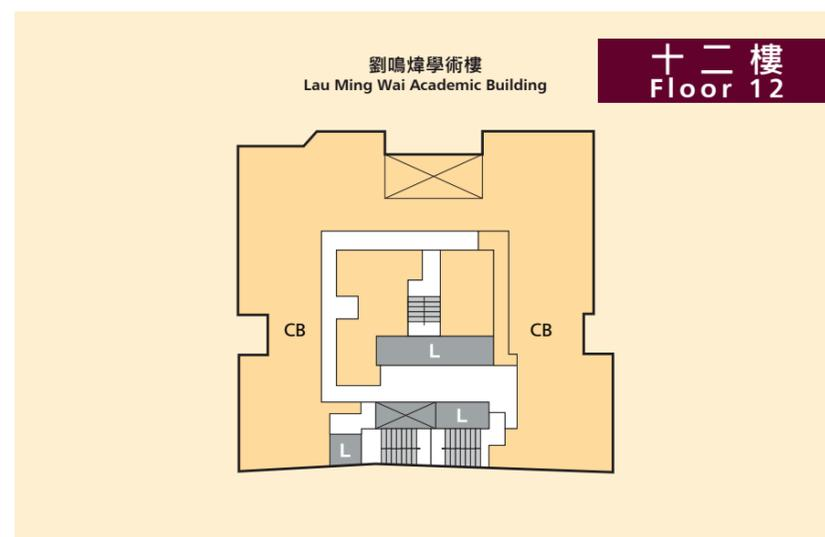 劉鳴煒學術樓
Lau Ming Wai Academic Building
十二樓
Floor 12
CB
CB
L
L
L